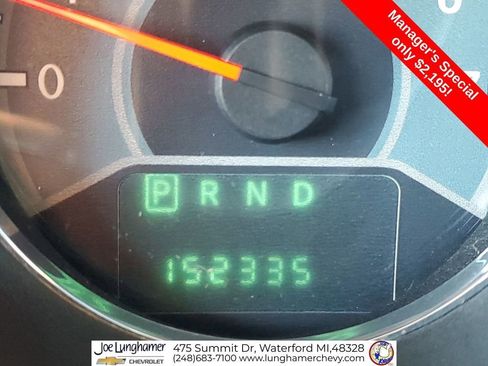 Manager's Special
only $2,195!
0
P R N D
152335
Joe Lunghamer
CHEVROLET
475 Summit Dr, Waterford MI,48328
(248)683-7100 www.lunghamerchevy.com